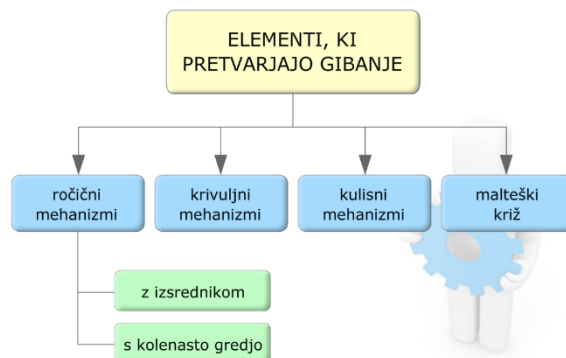 ELEMENTI, KI
PRETVARJAJO GIBANJE
ročični
mehanizmi
krivuljni
mehanizmi
kulisni
mehanizmi
malteški
križ
z izsrednikom
s kolenasto gredjo